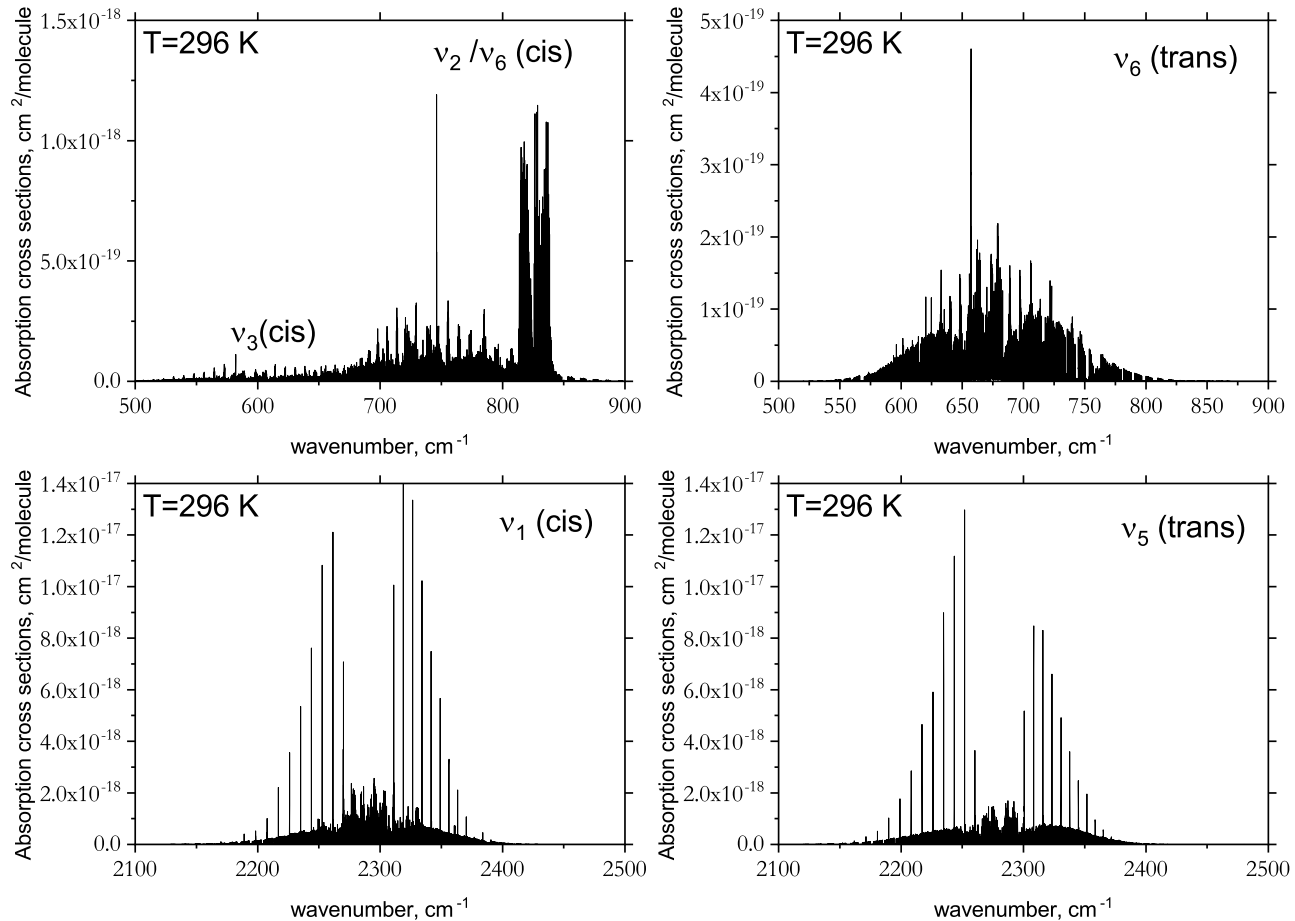 Absorption cross sections, cm ²/molecule
1.5x10⁻¹⁸
1.0x10⁻¹⁸
5.0x10⁻¹⁹
0.0
T=296 K
ν₂ /ν₆ (cis)
ν₃(cis)
500 600 700 800 900
wavenumber, cm⁻¹
Absorption cross sections, cm ²/molecule
5x10⁻¹⁹
4x10⁻¹⁹
3x10⁻¹⁹
2x10⁻¹⁹
1x10⁻¹⁹
0
T=296 K
ν₆ (trans)
500 550 600 650 700 750 800 850 900
wavenumber, cm⁻¹
Absorption cross sections, cm ²/molecule
1.4x10⁻¹⁷
1.2x10⁻¹⁷
1.0x10⁻¹⁷
8.0x10⁻¹⁸
6.0x10⁻¹⁸
4.0x10⁻¹⁸
2.0x10⁻¹⁸
0.0
T=296 K
ν₁ (cis)
2100 2200 2300 2400 2500
wavenumber, cm⁻¹
Absorption cross sections, cm ²/molecule
1.4x10⁻¹⁷
1.2x10⁻¹⁷
1.0x10⁻¹⁷
8.0x10⁻¹⁸
6.0x10⁻¹⁸
4.0x10⁻¹⁸
2.0x10⁻¹⁸
0.0
T=296 K
ν₅ (trans)
2100 2200 2300 2400 2500
wavenumber, cm⁻¹